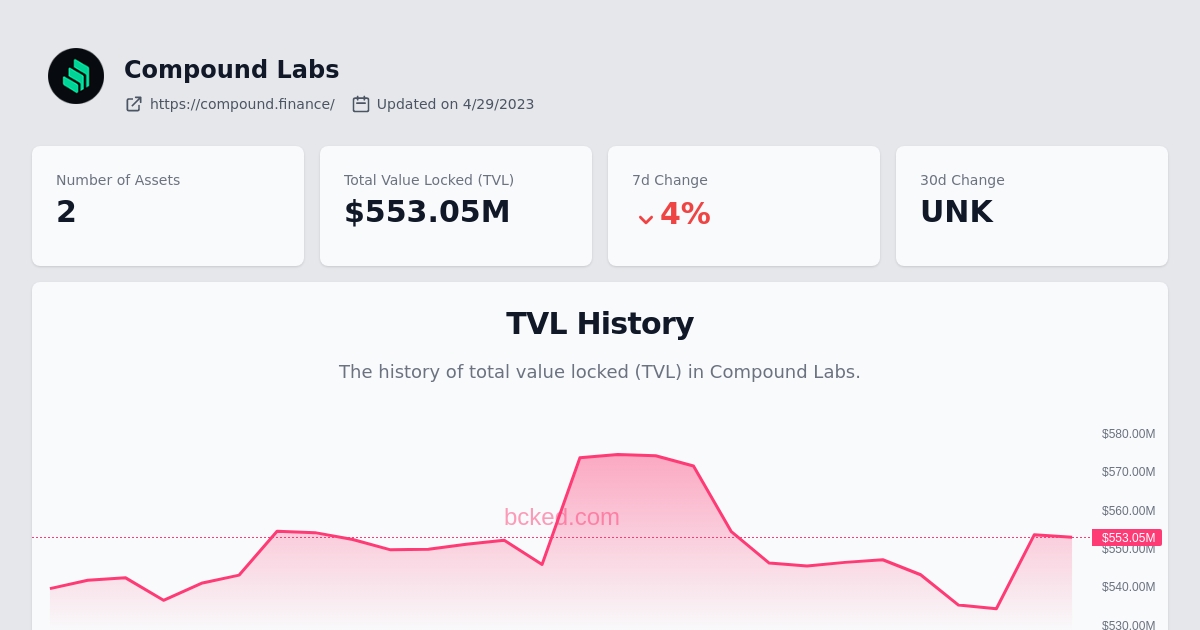 Compound Labs
https://compound.finance/ Updated on 4/29/2023
Number of Assets
2
Total Value Locked (TVL)
$553.05M
7d Change
4%
30d Change
UNK
TVL History
The history of total value locked (TVL) in Compound Labs.
$580.00M
$570.00M
$560.00M
bcked.com
$553.05M
$550.00M
$540.00M
$530.00M